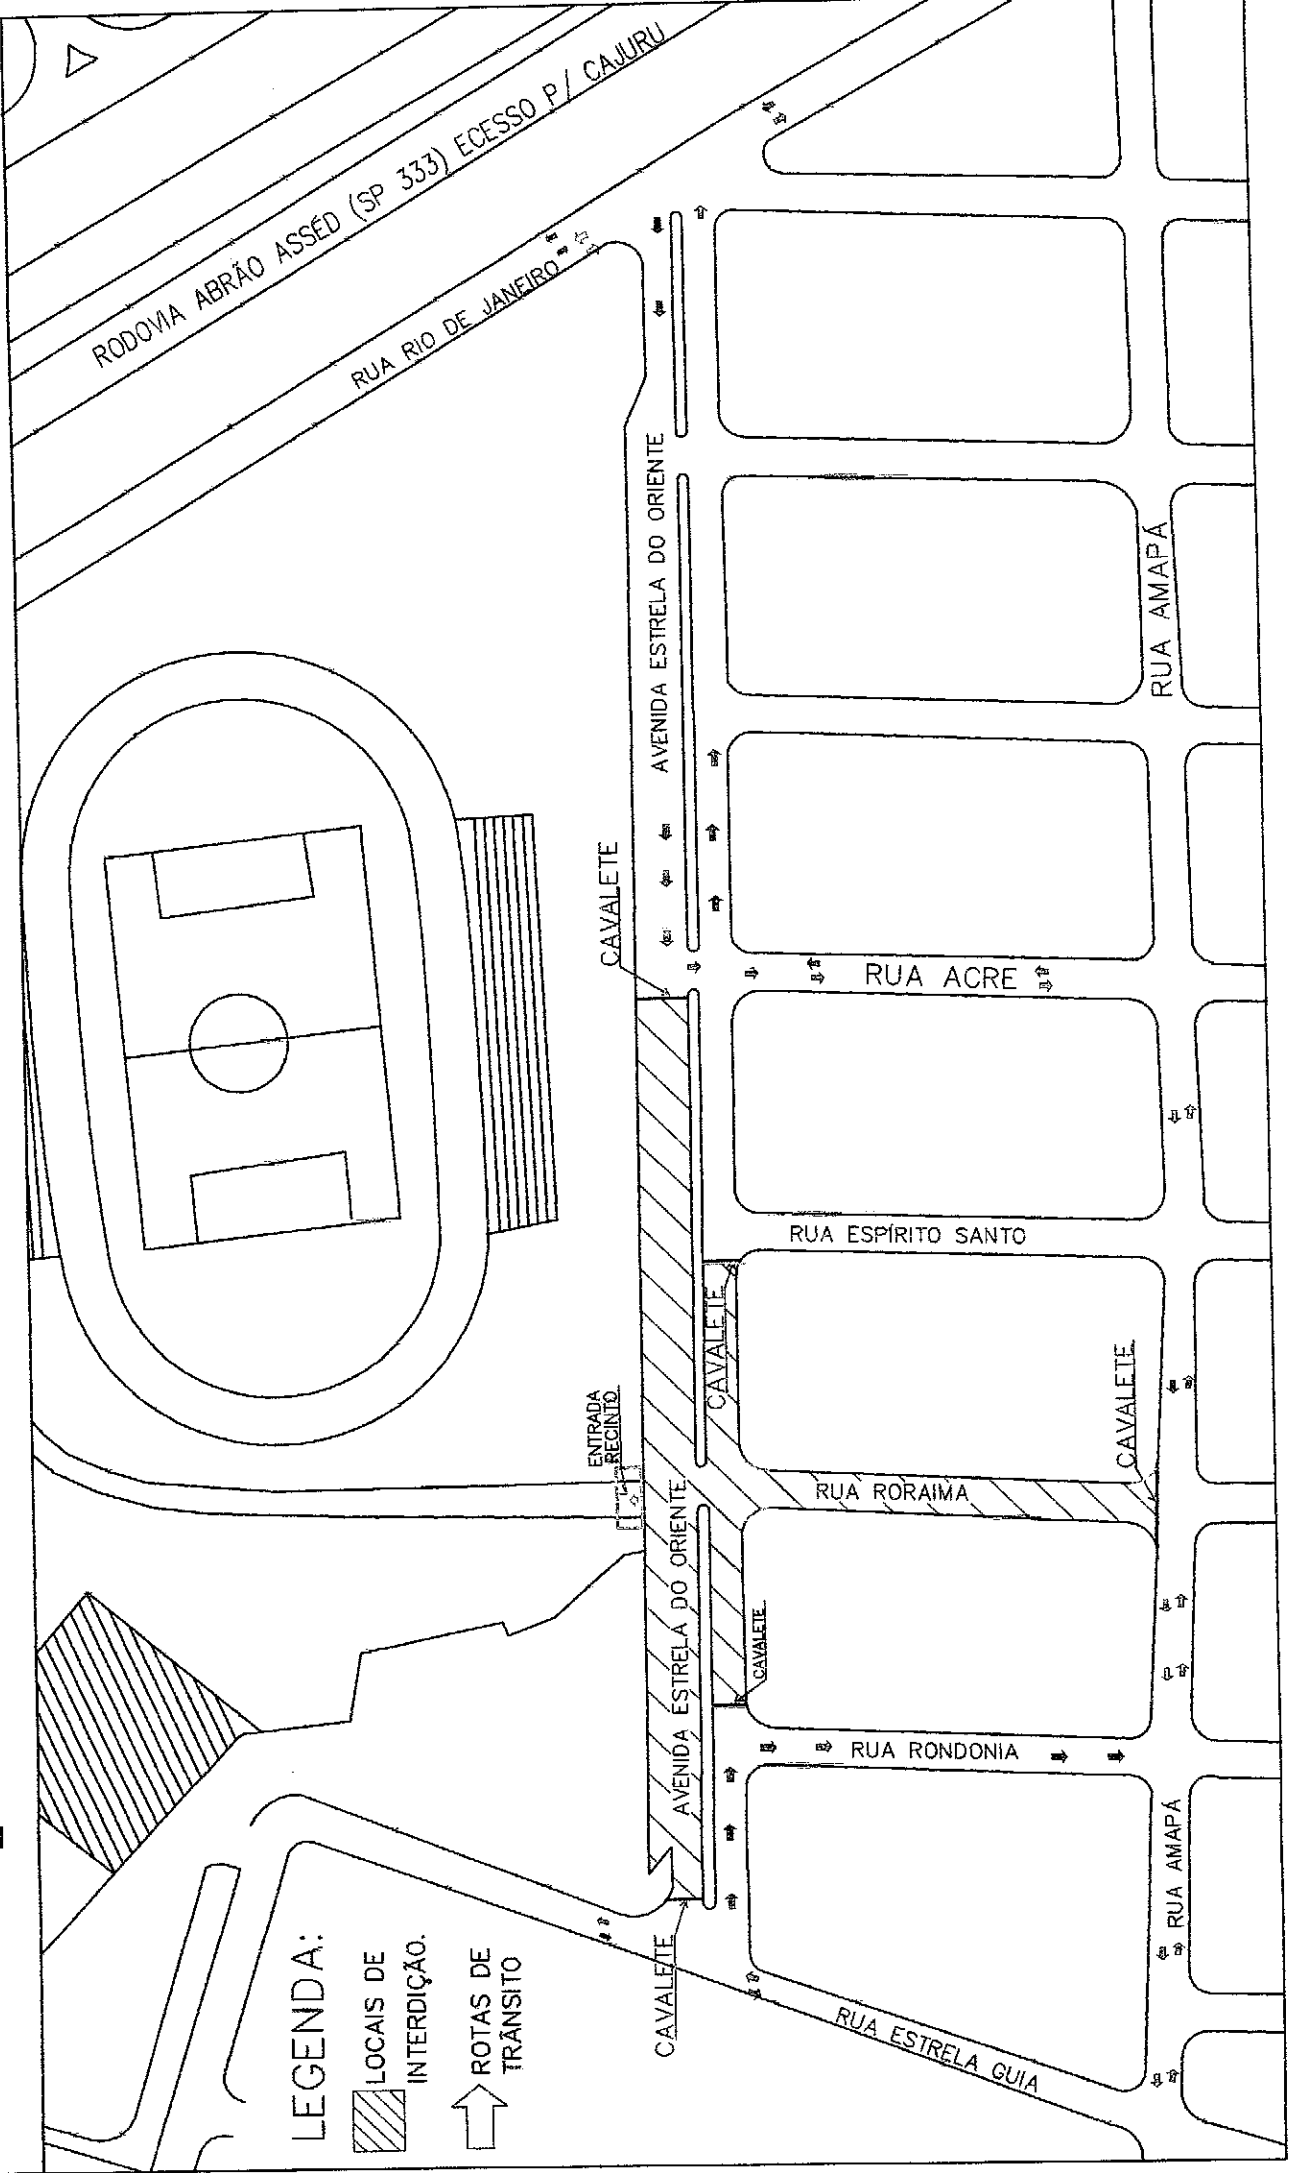 RODOVIA ABRÃO ASSÉD (SP 333) ECESSO P/ CAJURU
RUA RIO DE JANEIRO
AVENIDA ESTRELA DO ORIENTE
RUA AMAPÁ
CAVALETE
RUA ACRE
RUA ESPÍRITO SANTO
CAVALETE
CAVALETE
ENTRADA
RECINTO
RUA RORAIMA
AVENIDA ESTRELA DO ORIENTE
CAVALETE
RUA RONDONIA
RUA AMAPÁ
CAVALETE
RUA ESTRELA GUIA
LEGENDA:
LOCAIS DE
INTERDIÇÃO.
ROTAS DE
TRÂNSITO